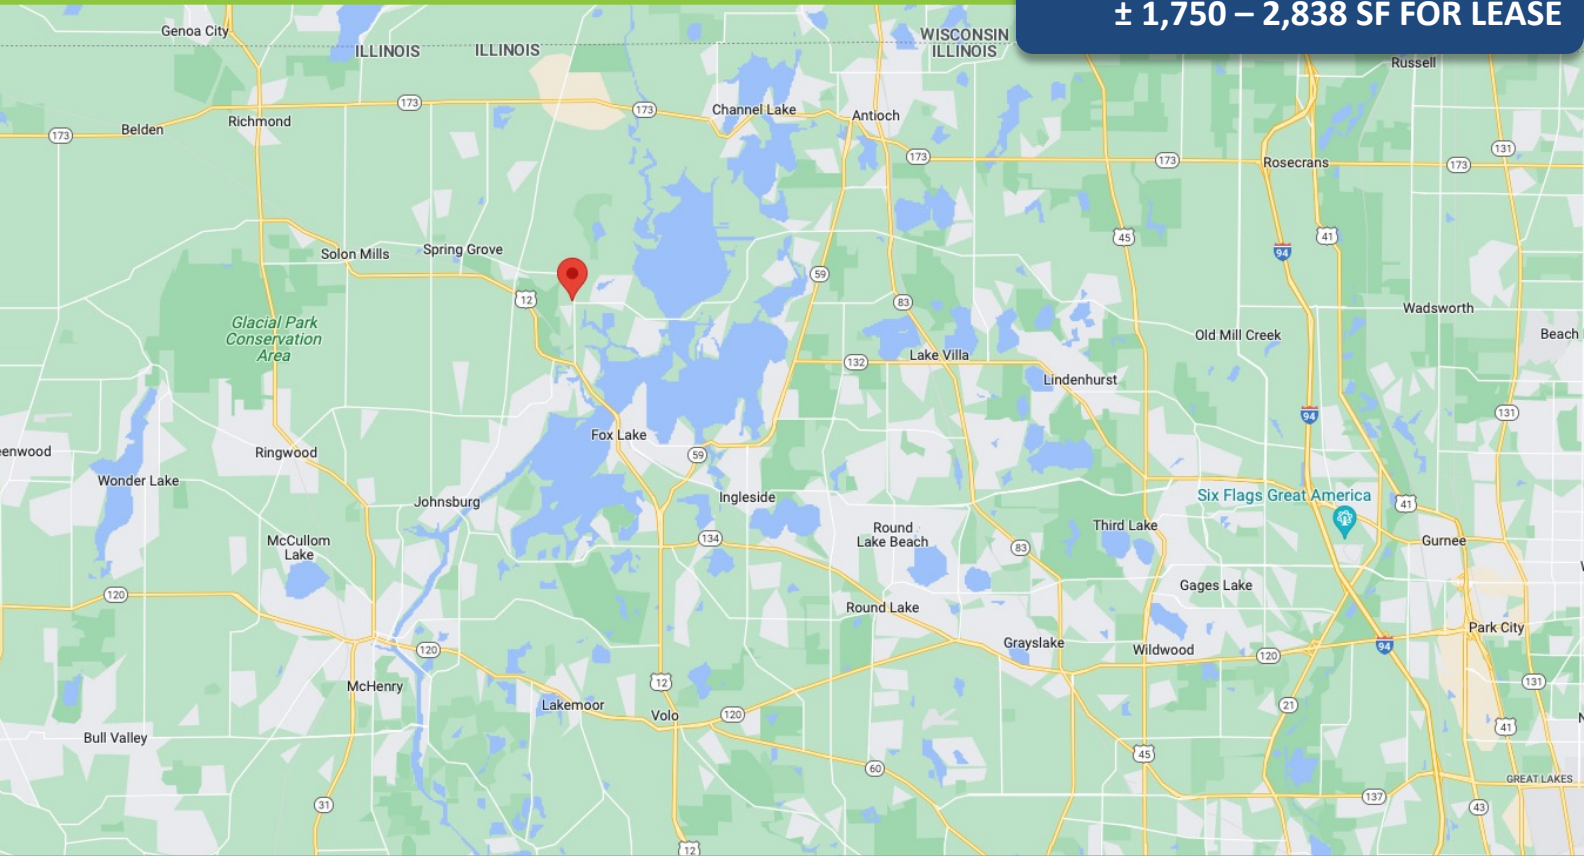 ± 1,750 – 2,838 SF FOR LEASE
Genoa City
ILLINOIS
ILLINOIS
WISCONSIN
ILLINOIS
Russell
173
173
Channel Lake
Antioch
Richmond
Belden
173
131
173
173
173
Rosecrans
Solon Mills
Spring Grove
45
94
41
59
12
83
Wadsworth
Glacial Park
Conservation
Area
Old Mill Creek
Beach
132
Lake Villa
Lindenhurst
94
131
Fox Lake
59
enwood
Ringwood
Wonder Lake
Johnsburg
Ingleside
Six Flags Great America
41
Round
Lake Beach
Third Lake
McCullom
Lake
134
83
Gurnee
120
Gages Lake
Round Lake
Park City
120
Grayslake
Wildwood
120
94
McHenry
12
131
Lakemoor
Volo
120
21
Bull Valley
41
45
60
GREAT LAKES
31
137
43
12